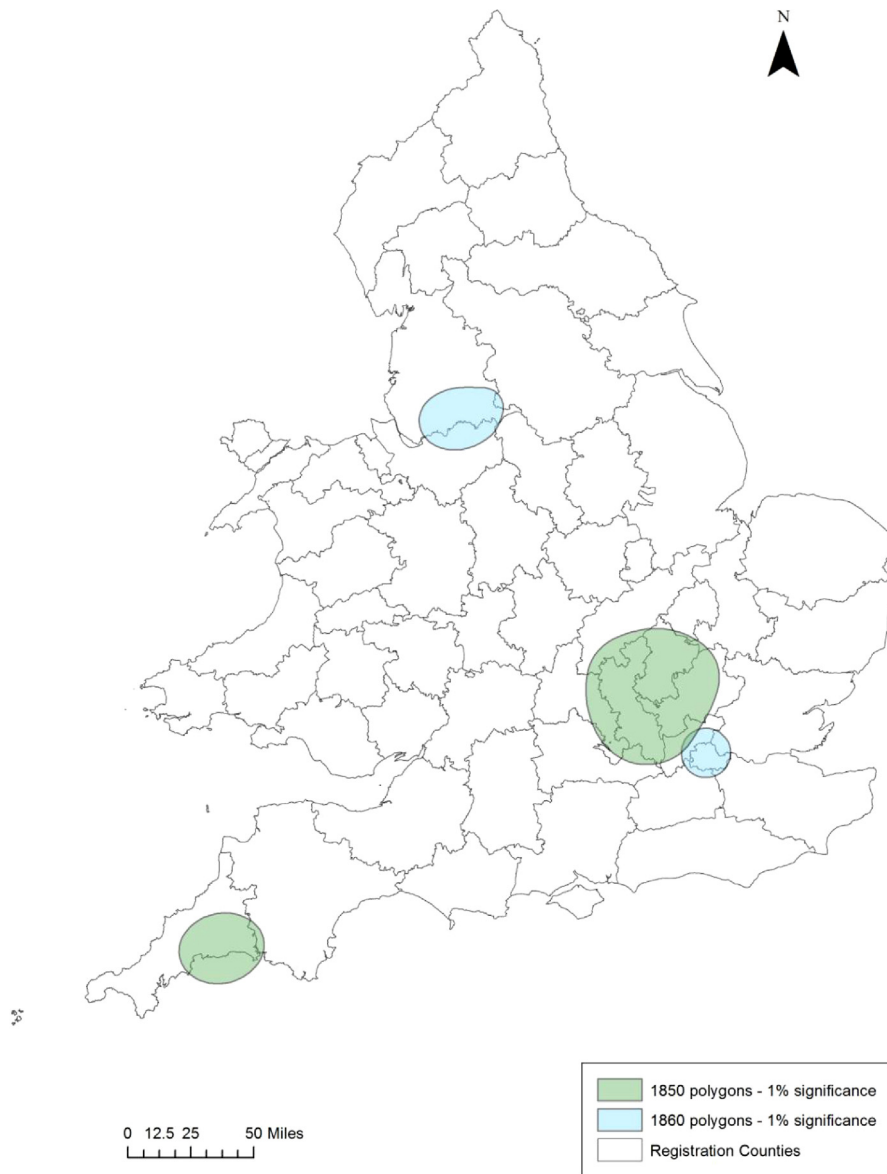 N
1850 polygons - 1% significance
1860 polygons - 1% significance
Registration Counties
0 12.5 25 50 Miles